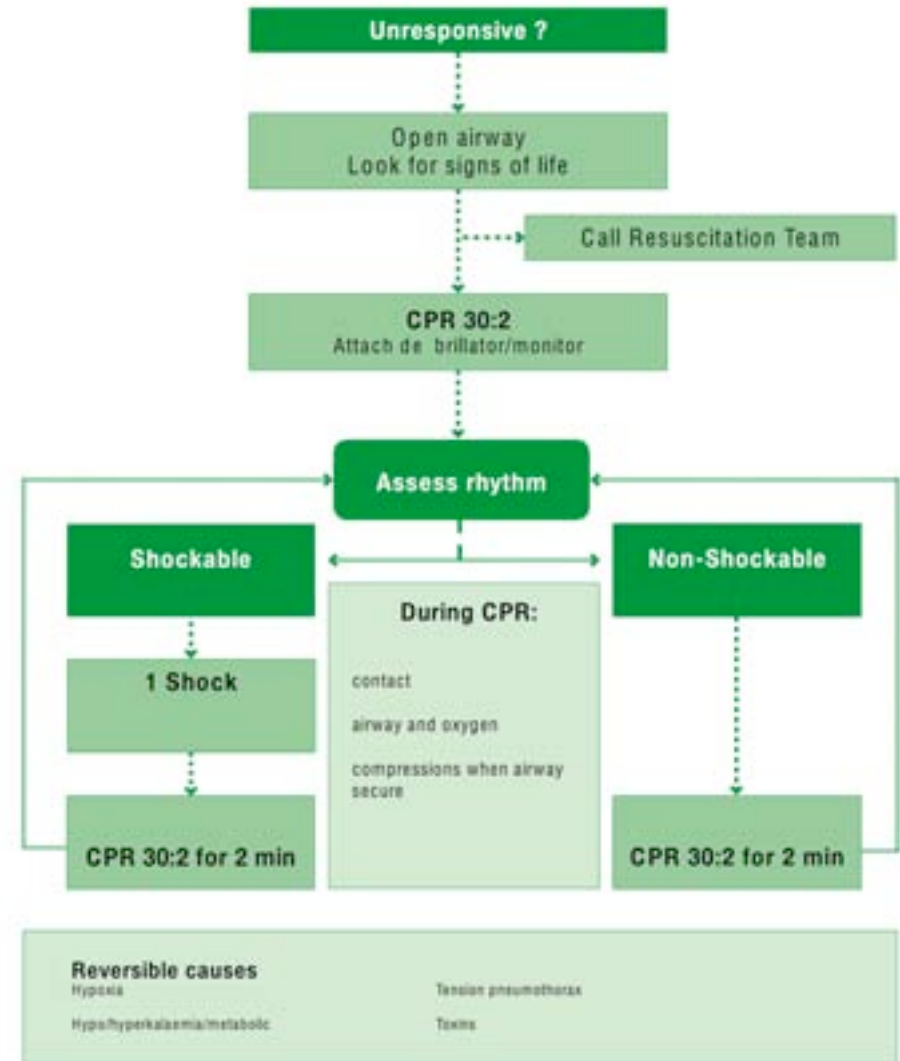 Unresponsive ?
Open airway
Look for signs of life
Call Resuscitation Team
CPR 30:2
Attach de brillator/monitor
Assess rhythm
Shockable
Non-Shockable
1 Shock
CPR 30:2 for 2 min
During CPR:
contact
airway and oxygen
compressions when airway
secure
CPR 30:2 for 2 min
Reversible causes
Hypoxia
Tension pneumothorax
Hypo/hyperkalaemia/metabolic
Toxins